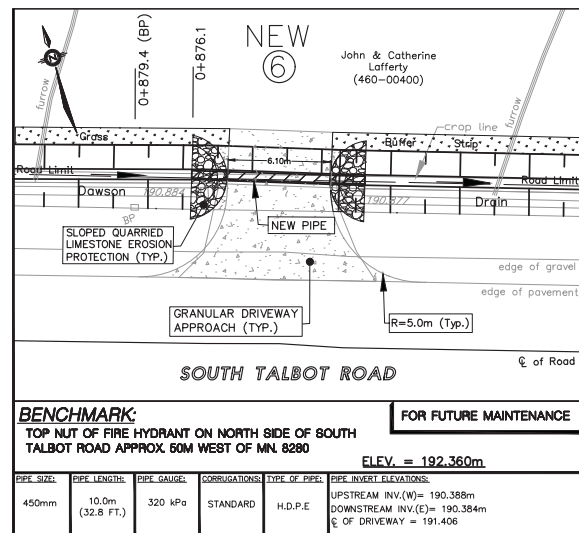 NEW
6
John & Catherine
Lafferty
(460-00400)
0+879.4 (BP)
0+876.1
N
furrow
furrow
Grass
Buffer Strip
crop line
6.10m
Road Limit
Road Limit
Dawson
190.884
190.877
Drain
BP
NEW PIPE
SLOPED QUARRIED
LIMESTONE EROSION
PROTECTION (TYP.)
GRANULAR DRIVEWAY
APPROACH (TYP.)
R=5.0m (Typ.)
edge of gravel
edge of pavement
℄ of Road
SOUTH TALBOT ROAD
BENCHMARK:
TOP NUT OF FIRE HYDRANT ON NORTH SIDE OF SOUTH
TALBOT ROAD APPROX. 50M WEST OF MN. 8280
FOR FUTURE MAINTENANCE
ELEV. = 192.360m
PIPE SIZE:
450mm
PIPE LENGTH:
10.0m
(32.8 FT.)
PIPE GAUGE:
320 kPa
CORRUGATIONS:
STANDARD
TYPE OF PIPE:
H.D.P.E
PIPE INVERT ELEVATIONS:
UPSTREAM INV.(W)= 190.388m
DOWNSTREAM INV.(E)= 190.384m
℄ OF DRIVEWAY = 191.406